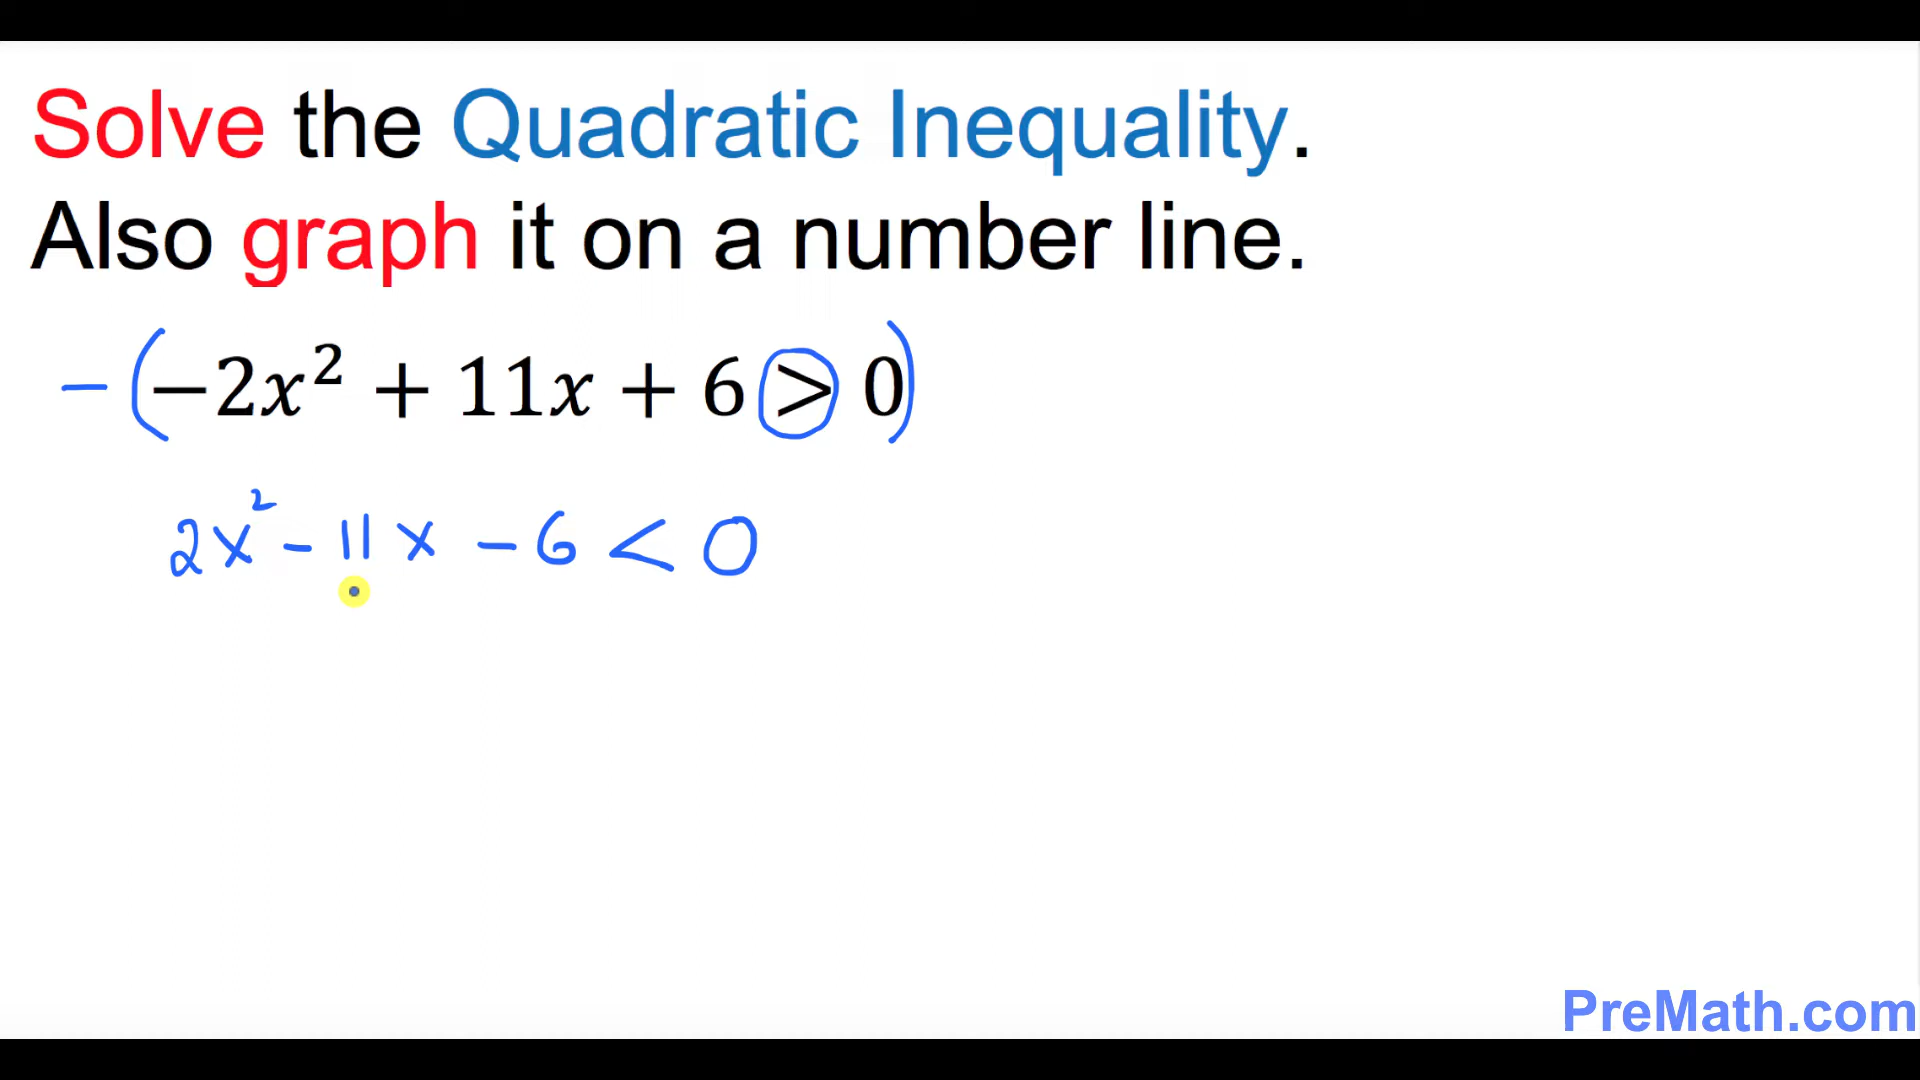 Solve the Quadratic Inequality.
Also graph it on a number line.
-(−2x² + 11x + 6 > 0)
2x² - 11x - 6 < 0
PreMath.com